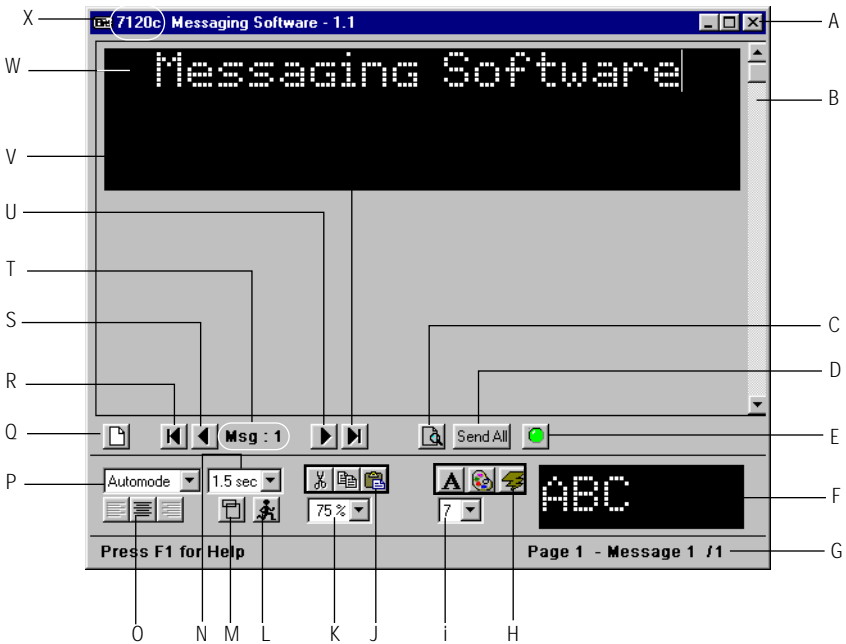 X
7120c Messaging Software - 1.1
A
W
Messaging Software
B
V
U
T
S
C
R
D
Q
Msg : 1
Send All
E
P
Automode
1.5 sec
A
ABC
F
75 %
7
Press F1 for Help
Page 1 - Message 1 /1
G
O
N
M
L
K
J
i
H